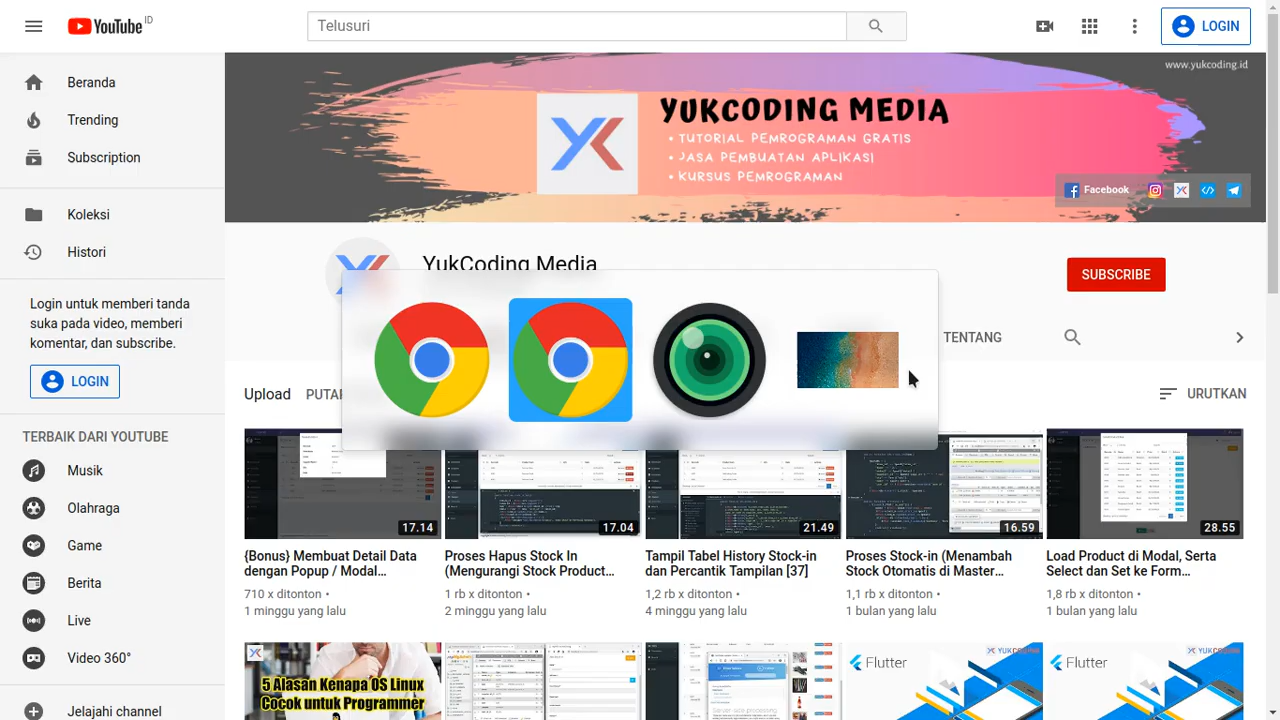 YouTube ID
Telusuri
LOGIN
Beranda
Trending
Subscription
Koleksi
Histori
Login untuk memberi tanda
suka pada video, memberi
komentar, dan subscribe.
LOGIN
TERBAIK DARI YOUTUBE
Musik
Olahraga
Game
Berita
Live
Video 360°
Jelajahi channel
www.yukcoding.id
YUKCODING MEDIA
• TUTORIAL PEMROGRAMAN GRATIS
• JASA PEMBUATAN APLIKASI
• KURSUS PEMROGRAMAN
Facebook
YukCoding Media
SUBSCRIBE
TENTANG
Upload
URUTKAN
17.14
17.04
21.49
16.59
28.55
{Bonus} Membuat Detail Data
dengan Popup / Modal...
710 x ditonton •
1 minggu yang lalu
Proses Hapus Stock In
(Mengurangi Stock Product...
1 rb x ditonton •
2 minggu yang lalu
Tampil Tabel History Stock-in
dan Percantik Tampilan [37]
1,2 rb x ditonton •
4 minggu yang lalu
Proses Stock-in (Menambah
Stock Otomatis di Master...
1,1 rb x ditonton •
1 bulan yang lalu
Load Product di Modal, Serta
Select dan Set ke Form...
1,8 rb x ditonton •
1 bulan yang lalu
5 Alasan Kenapa OS Linux
Cocok untuk Programmer
Flutter
YUKCODING
Flutter
YUKCODING